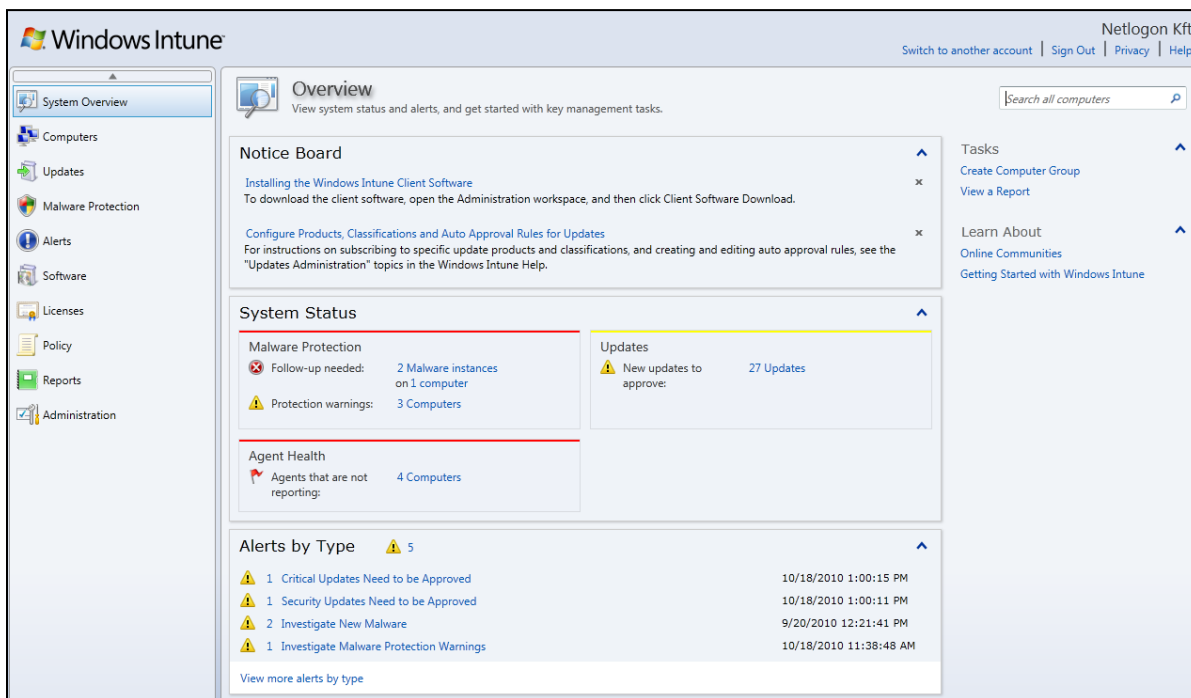 Windows Intune
Netlogon Kft
Switch to another account | Sign Out | Privacy | Help
System Overview
Computers
Updates
Malware Protection
Alerts
Software
Licenses
Policy
Reports
Administration
Overview
View system status and alerts, and get started with key management tasks.
Search all computers
Notice Board
Installing the Windows Intune Client Software
To download the client software, open the Administration workspace, and then click Client Software Download.
Configure Products, Classifications and Auto Approval Rules for Updates
For instructions on subscribing to specific update products and classifications, and creating and editing auto approval rules, see the
"Updates Administration" topics in the Windows Intune Help.
System Status
Malware Protection
Follow-up needed: 2 Malware instances
on 1 computer
Protection warnings: 3 Computers
Updates
New updates to 27 Updates
approve:
Agent Health
Agents that are not 4 Computers
reporting:
Alerts by Type 5
1 Critical Updates Need to be Approved 10/18/2010 1:00:15 PM
1 Security Updates Need to be Approved 10/18/2010 1:00:11 PM
2 Investigate New Malware 9/20/2010 12:21:41 PM
1 Investigate Malware Protection Warnings 10/18/2010 11:38:48 AM
View more alerts by type
Tasks
Create Computer Group
View a Report
Learn About
Online Communities
Getting Started with Windows Intune